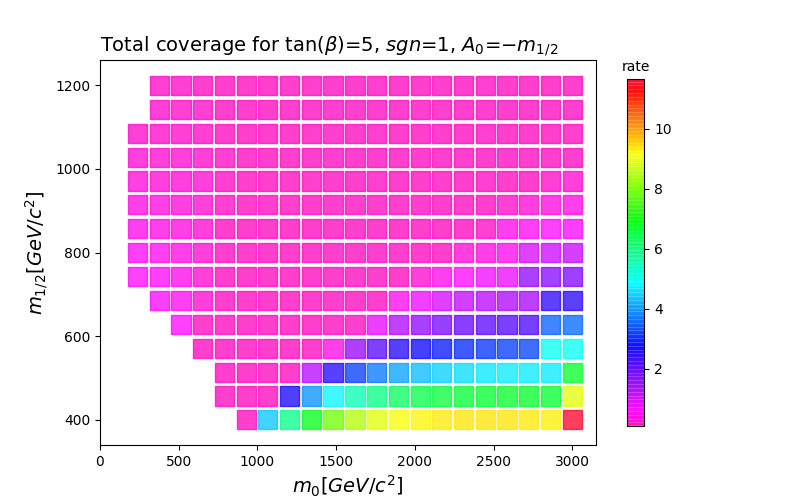 Total coverage for tan(β)=5, sgn=1, A₀=−m₁/₂
rate
1200
1000
800
600
400
10
8
6
4
2
m₁/₂[GeV/c²]
0 500 1000 1500 2000 2500 3000
m₀[GeV/c²]